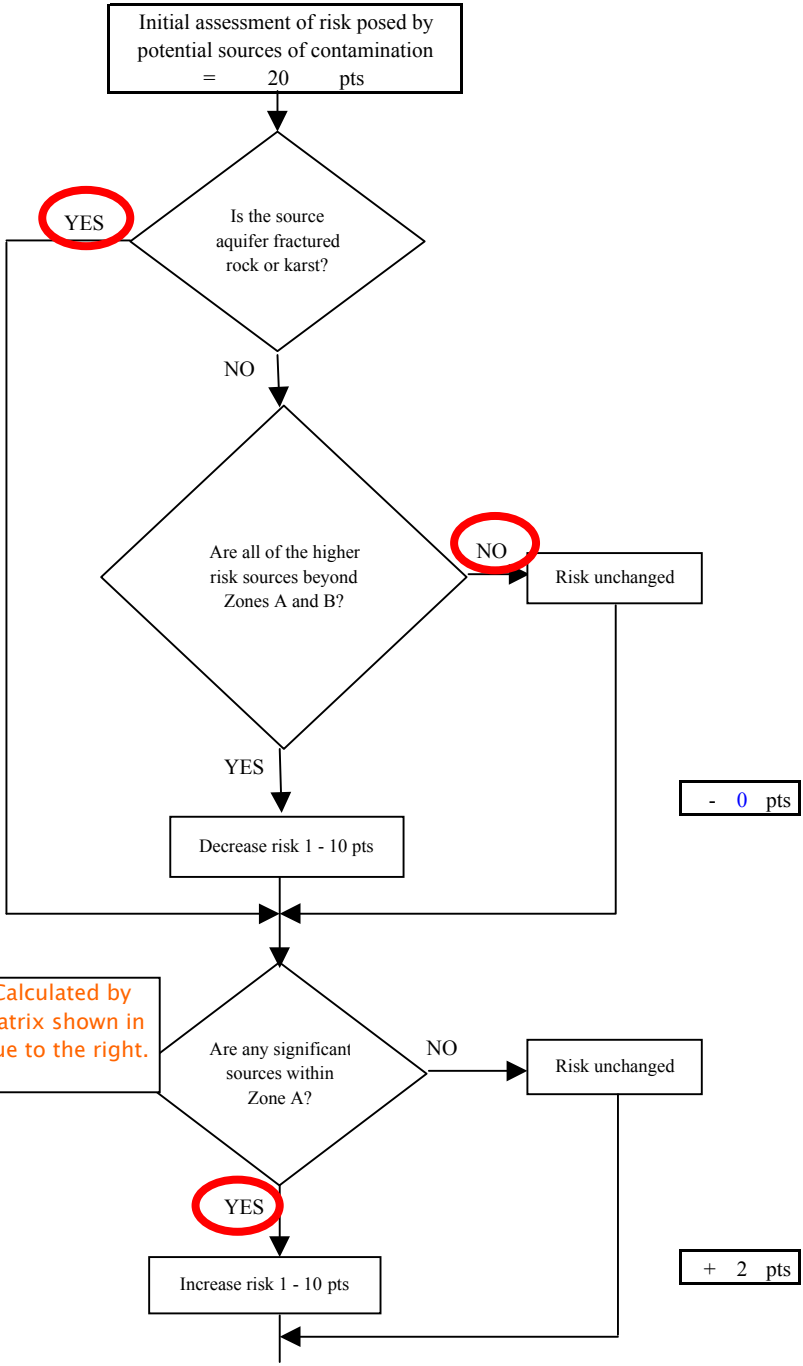 Initial assessment of risk posed by
potential sources of contamination
= 20 pts
YES
Is the source
aquifer fractured
rock or karst?
NO
Are all of the higher
risk sources beyond
Zones A and B?
NO
Risk unchanged
YES
- 0 pts
Decrease risk 1 - 10 pts
Calculated by
matrix shown in
to the right.
Are any significant
sources within
Zone A?
NO
Risk unchanged
YES
+ 2 pts
Increase risk 1 - 10 pts